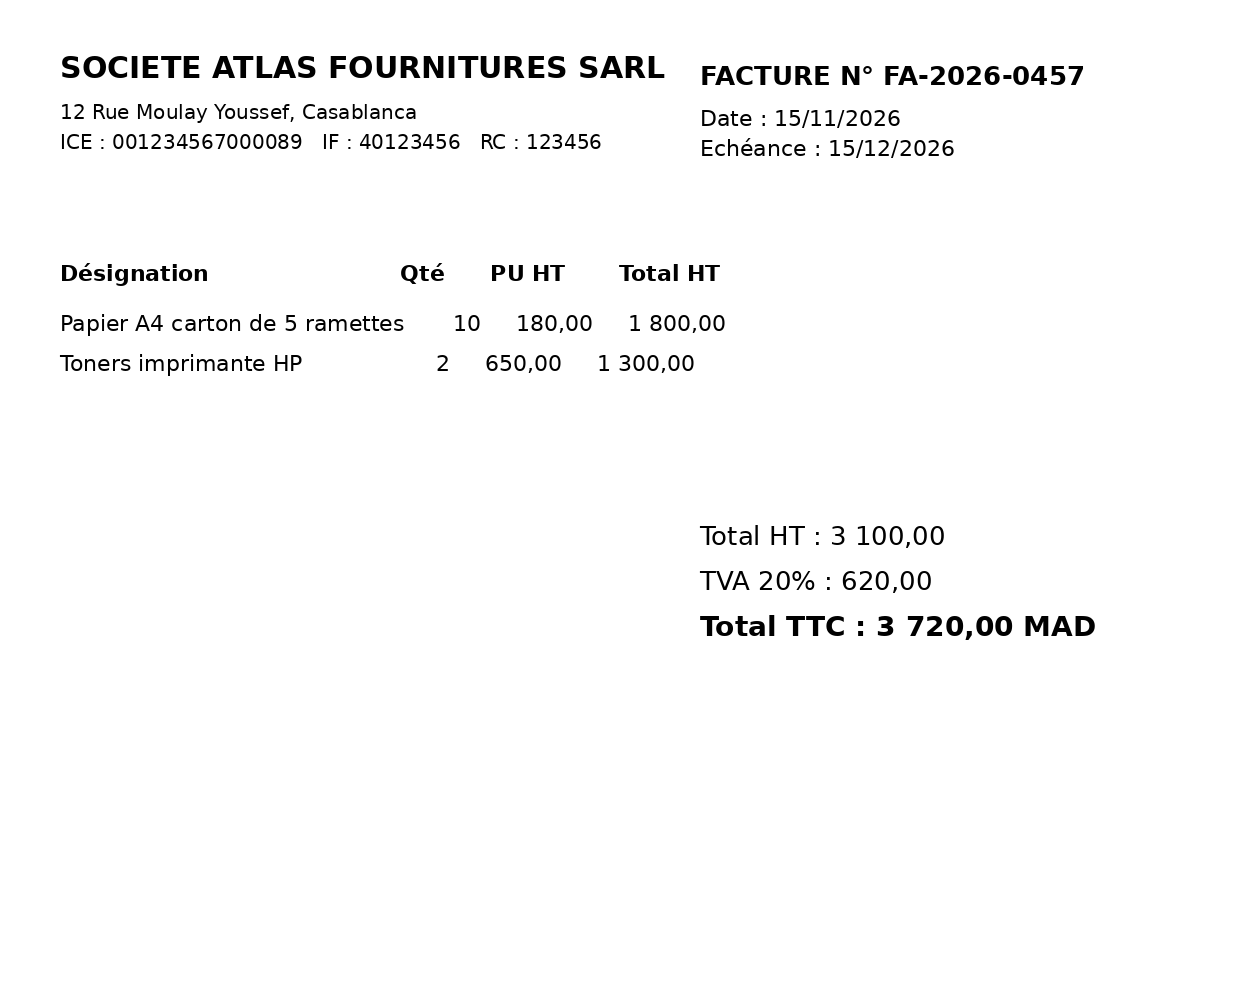 SOCIETE ATLAS FOURNITURES SARL
12 Rue Moulay Youssef, Casablanca
ICE : 001234567000089 IF : 40123456 RC : 123456
FACTURE N° FA-2026-0457
Date : 15/11/2026
Echéance : 15/12/2026
Désignation Qté PU HT Total HT
Papier A4 carton de 5 ramettes 10 180,00 1 800,00
Toners imprimante HP 2 650,00 1 300,00
Total HT : 3 100,00
TVA 20% : 620,00
Total TTC : 3 720,00 MAD